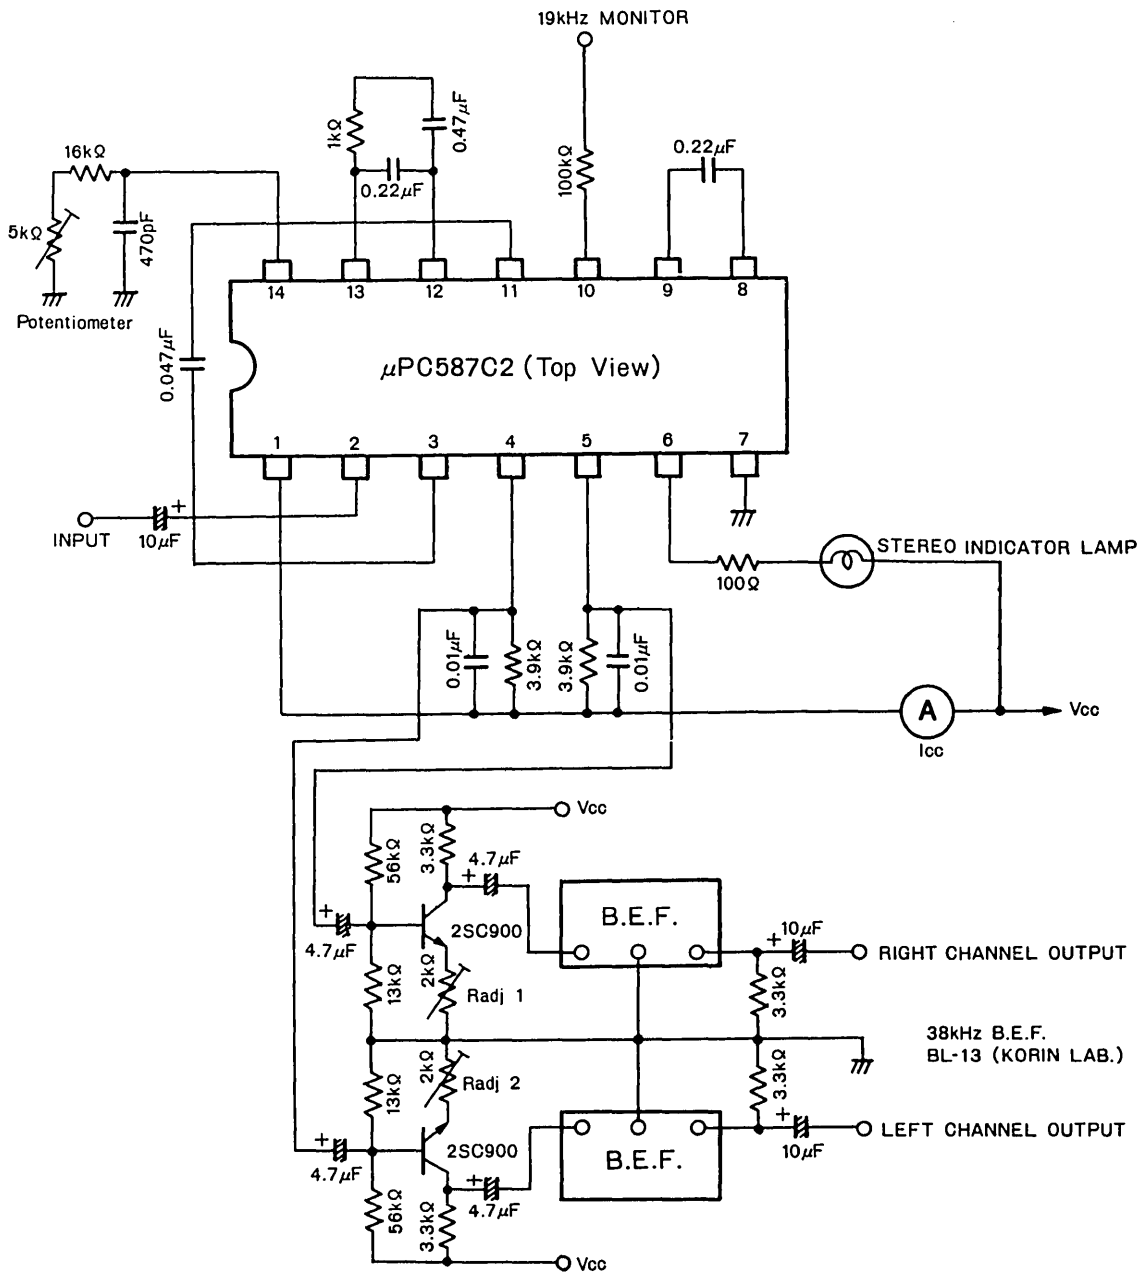 19kHz MONITOR
1kΩ
0.47μF
0.22μF
100kΩ
0.22μF
16kΩ
5kΩ
470pF
Potentiometer
14
13
12
11
10
9
8
0.047μF
μPC587C2 (Top View)
1
2
3
4
5
6
7
+
INPUT
10μF
STEREO INDICATOR LAMP
100Ω
0.01μF
3.9kΩ
3.9kΩ
0.01μF
A
Icc
Vcc
Vcc
56kΩ
3.3kΩ
4.7μF
+
B.E.F.
+
4.7μF
2SC900
+
10μF
RIGHT CHANNEL OUTPUT
13kΩ
2kΩ
Radj 1
3.3kΩ
38kHz B.E.F.
BL-13 (KORIN LAB.)
13kΩ
2kΩ
Radj 2
3.3kΩ
+
10μF
LEFT CHANNEL OUTPUT
+
4.7μF
2SC900
B.E.F.
+
4.7μF
56kΩ
3.3kΩ
Vcc